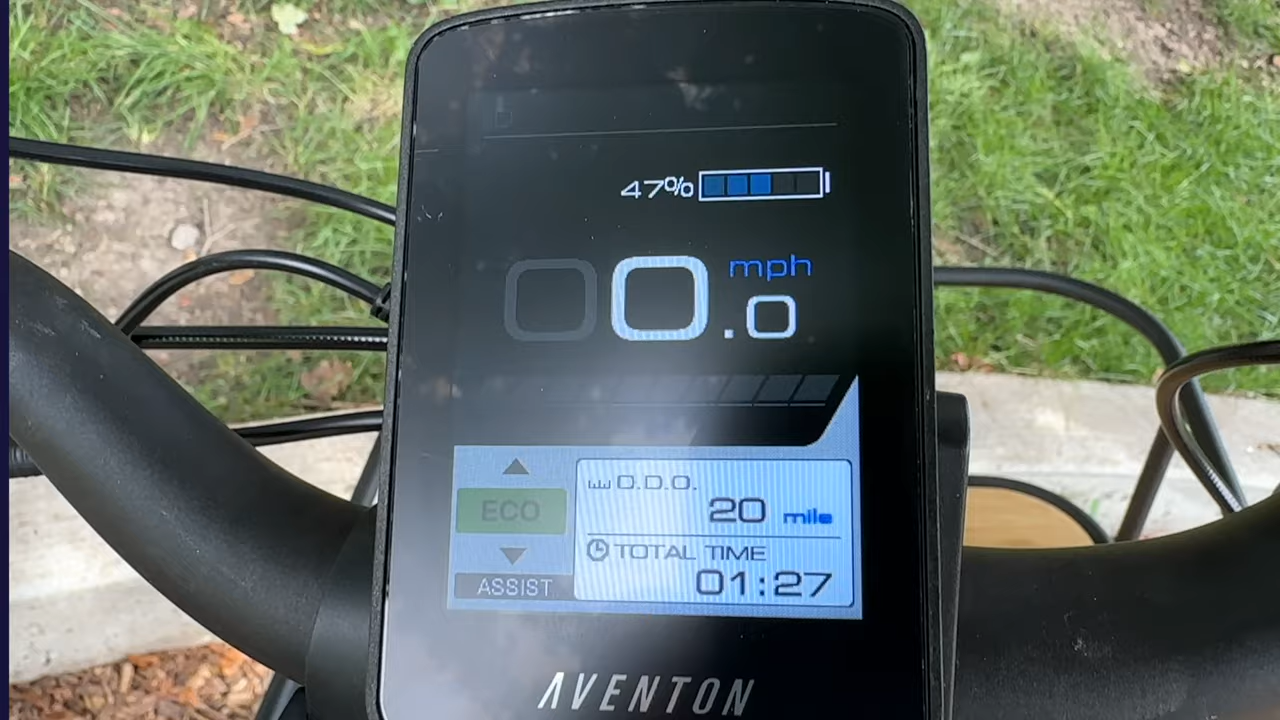 47%
mph
00.0
O.D.O.
20 mile
ECO
TOTAL TIME
ASSIST
01:27
AVENTON